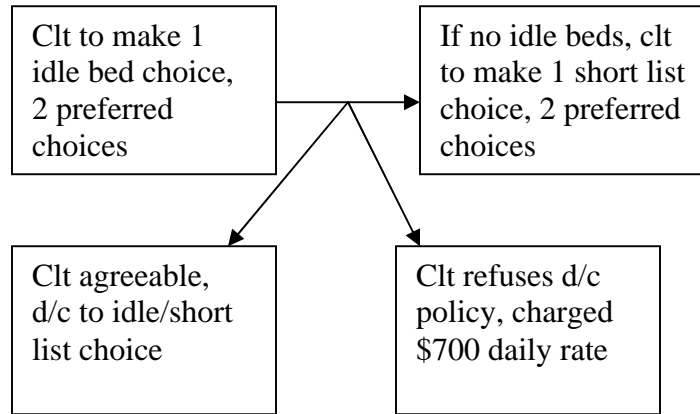 Clt to make 1
idle bed choice,
2 preferred
choices
If no idle beds, clt
to make 1 short list
choice, 2 preferred
choices
Clt agreeable,
d/c to idle/short
list choice
Clt refuses d/c
policy, charged
$700 daily rate